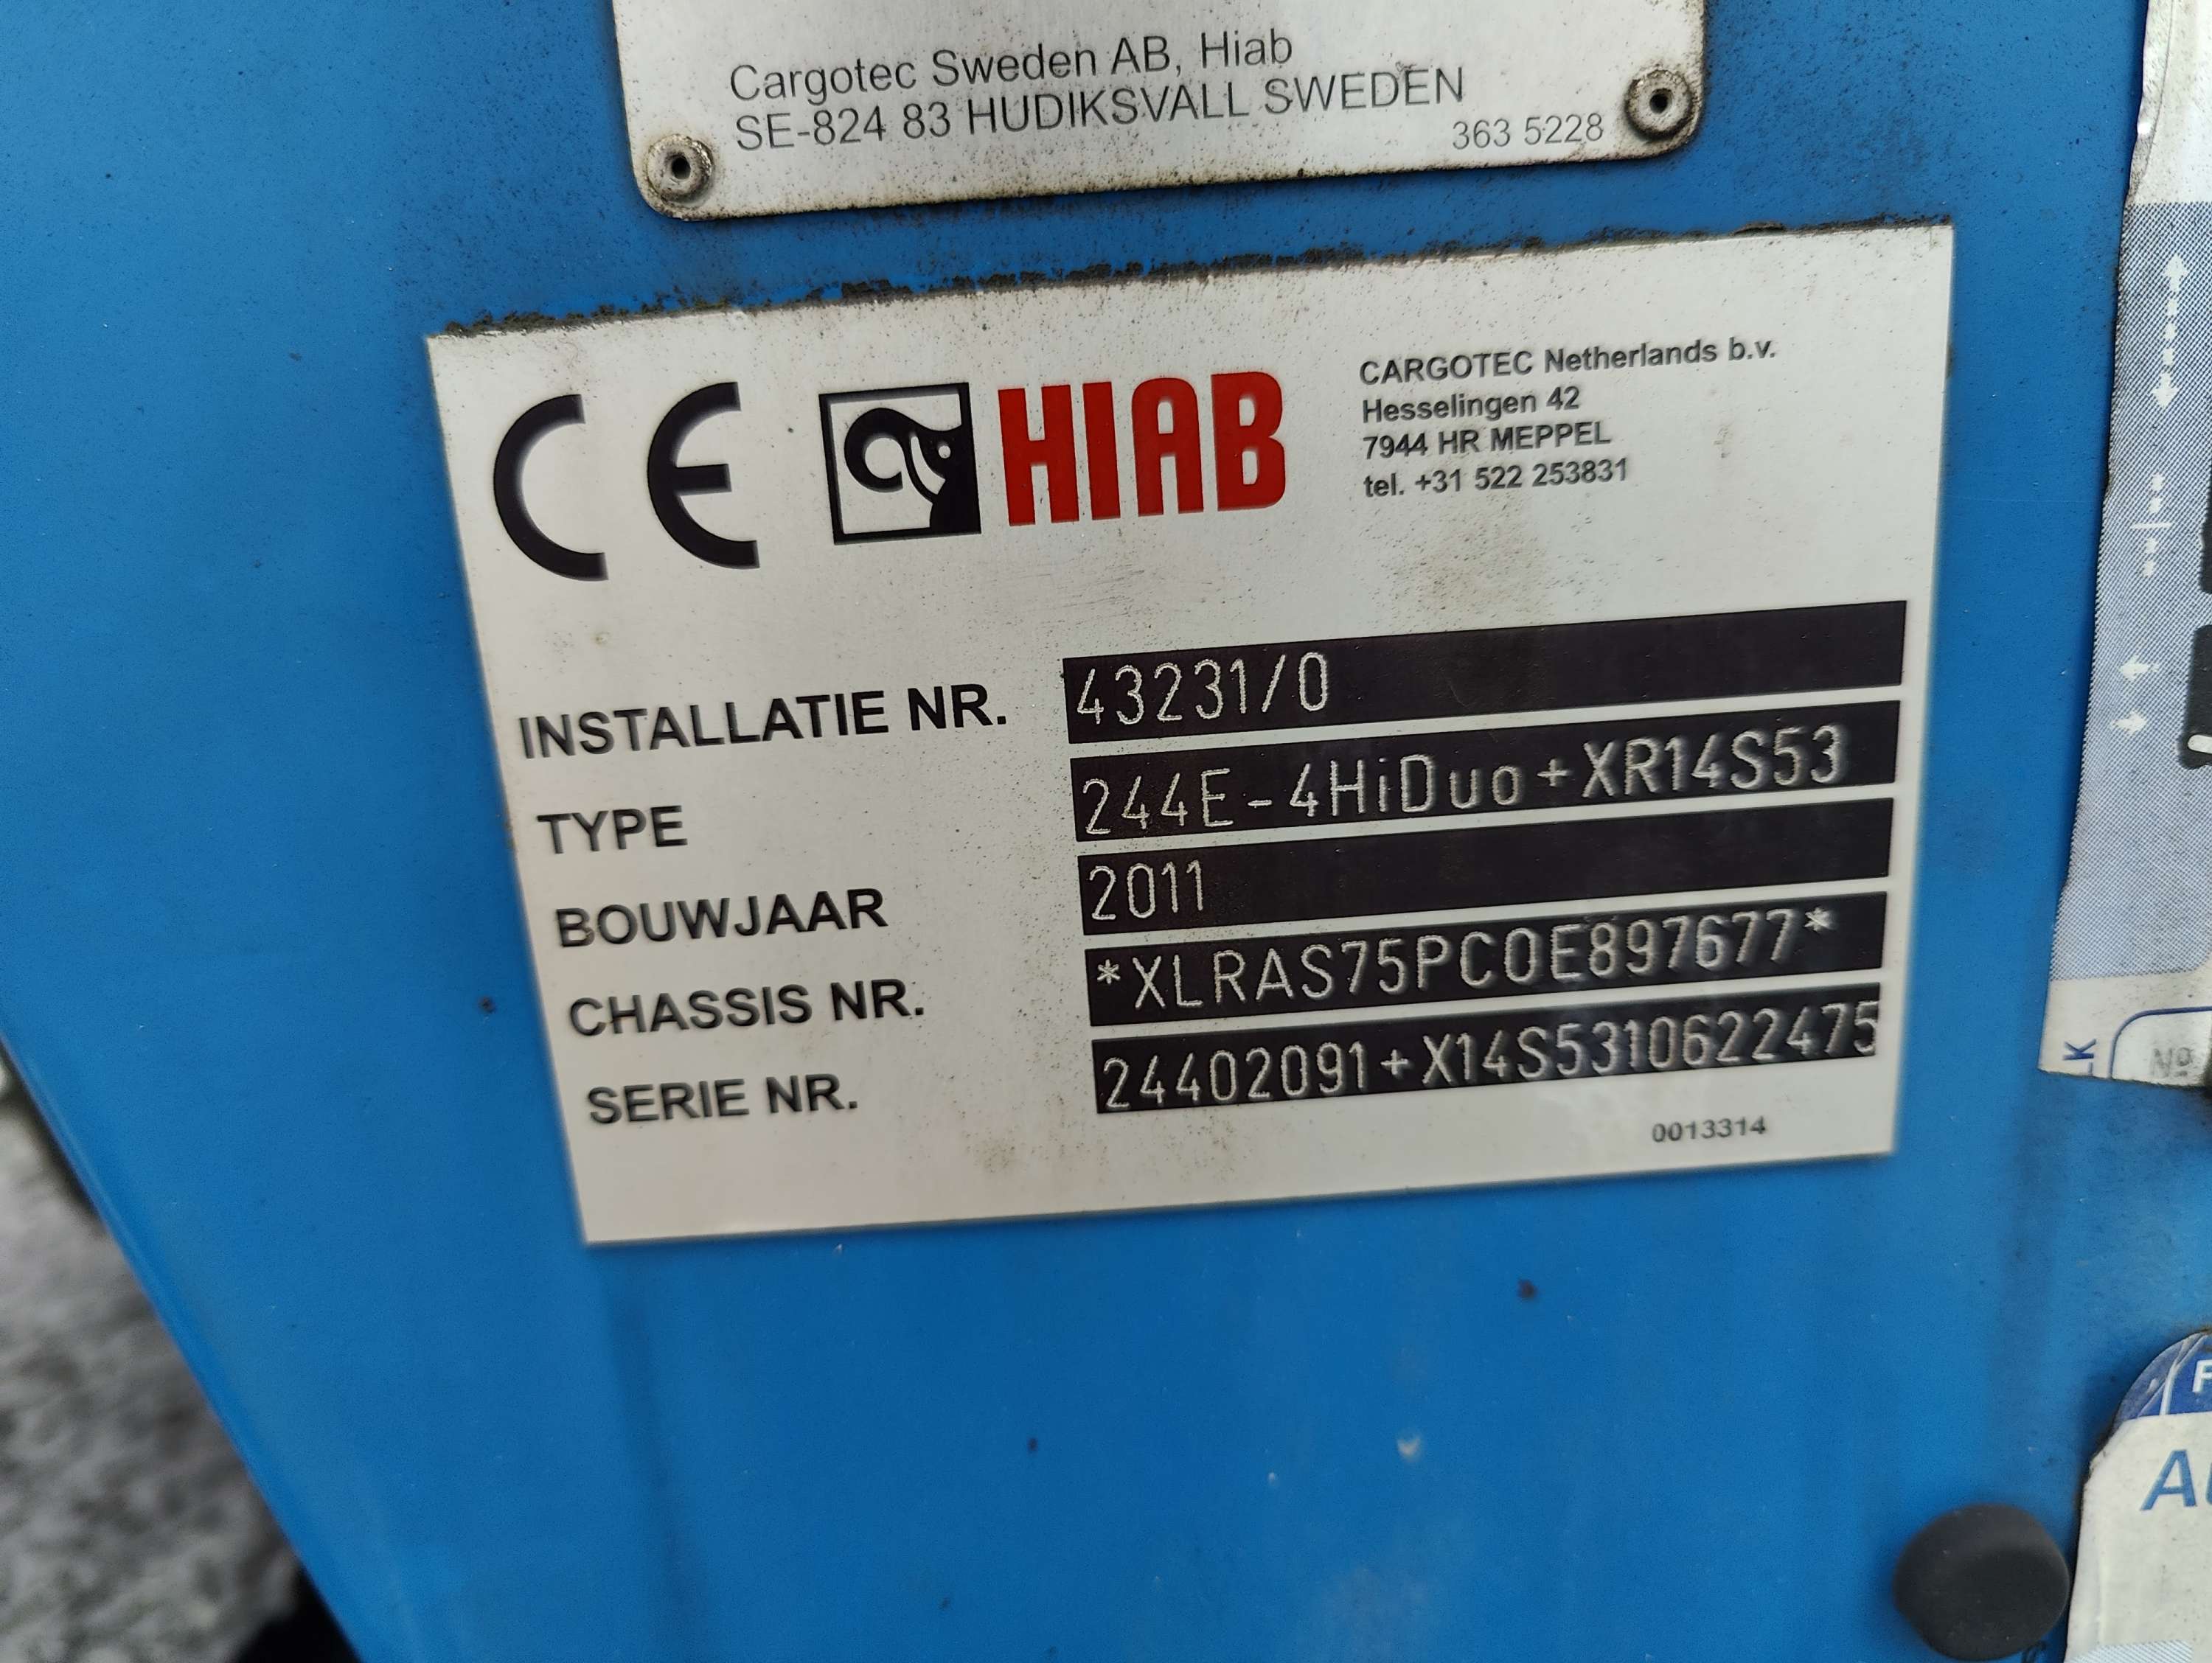 Cargotec Sweden AB, Hiab
SE-824 83 HUDIKSVALL SWEDEN
363 5228
CE HIAB
CARGOTEC Netherlands b.v.
Hesselingen 42
7944 HR MEPPEL
tel. +31 522 253831
INSTALLATIE NR. 43231/0
TYPE 244E-4HiDuo+XR14S53
BOUWJAAR 2011
CHASSIS NR. *XLRAS75PC0E897677*
SERIE NR. 24402091+X14S5310622475
0013314
Nº